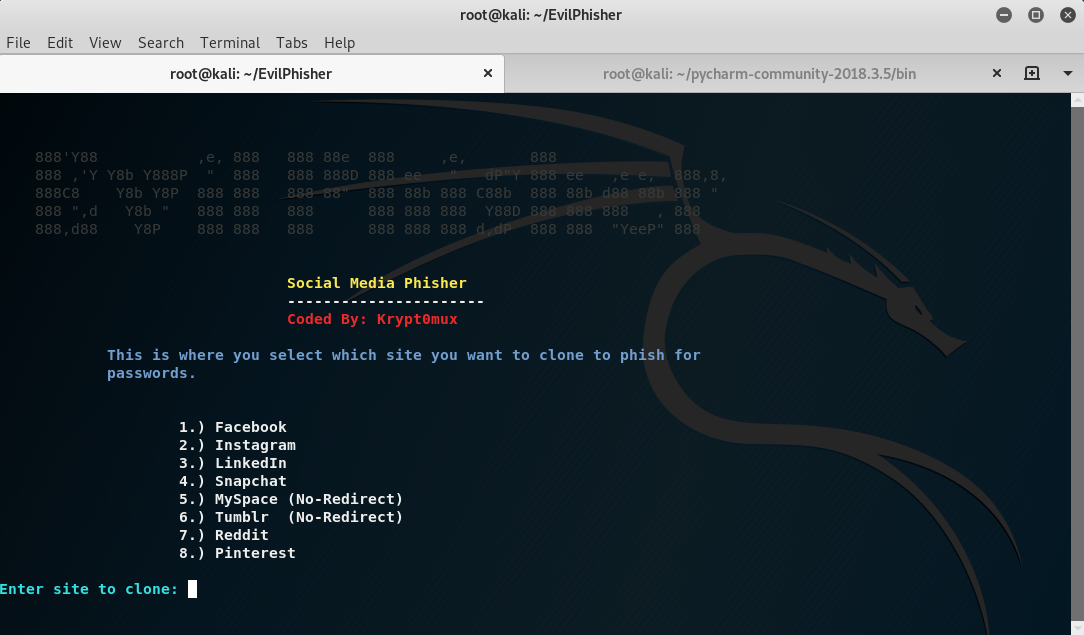 root@kali: ~/EvilPhisher
File Edit View Search Terminal Tabs Help
root@kali: ~/EvilPhisher
root@kali: ~/pycharm-community-2018.3.5/bin
888'Y88           ,e, 888   888 88e  888     ,e,       888
888 ,'Y Y8b Y888P  "  888   888 888D 888 ee   "   dP"Y 888 ee   ,e e,  888,8,
888C8    Y8b Y8P  888 888   888 88"  888 88b 888 C88b  888 88b d88 88b 888 "
888 ",d   Y8b "   888 888   888      888 888 888  Y88D 888 888 888   , 888
888,d88    Y8P    888 888   888      888 888 888 d,dP  888 888  "YeeP" 888
Social Media Phisher
----------------------
Coded By: Krypt0mux
This is where you select which site you want to clone to phish for
passwords.
1.) Facebook
2.) Instagram
3.) LinkedIn
4.) Snapchat
5.) MySpace (No-Redirect)
6.) Tumblr  (No-Redirect)
7.) Reddit
8.) Pinterest
Enter site to clone: